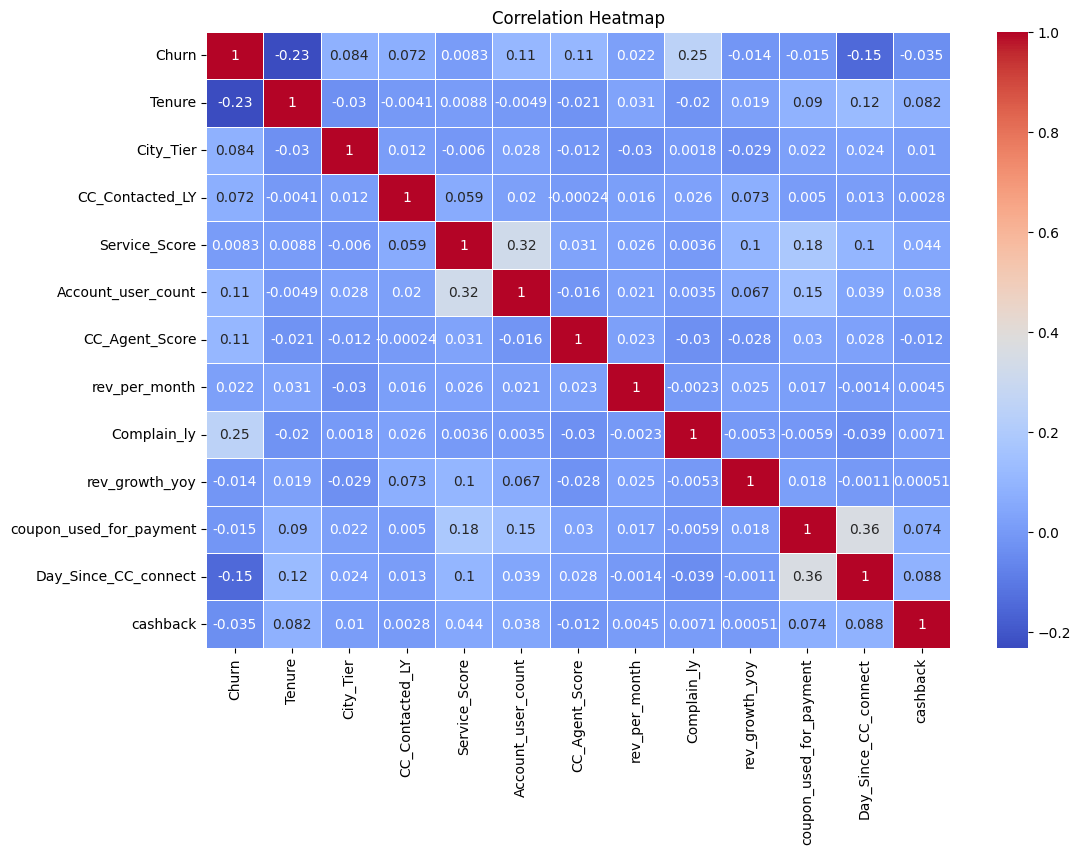 Correlation Heatmap
Churn 1 -0.23 0.084 0.072 0.0083 0.11 0.11 0.022 0.25 -0.014 -0.015 -0.15 -0.035
Tenure -0.23 1 -0.03 -0.0041 0.0088 -0.0049 -0.021 0.031 -0.02 0.019 0.09 0.12 0.082
City_Tier 0.084 -0.03 1 0.012 -0.006 0.028 -0.012 -0.03 0.0018 -0.029 0.022 0.024 0.01
CC_Contacted_LY 0.072 -0.0041 0.012 1 0.059 0.02 -0.00024 0.016 0.026 0.073 0.005 0.013 0.0028
Service_Score 0.0083 0.0088 -0.006 0.059 1 0.32 0.031 0.026 0.0036 0.1 0.18 0.1 0.044
Account_user_count 0.11 -0.0049 0.028 0.02 0.32 1 -0.016 0.021 0.0035 0.067 0.15 0.039 0.038
CC_Agent_Score 0.11 -0.021 -0.012 -0.00024 0.031 -0.016 1 0.023 -0.03 -0.028 0.03 0.028 -0.012
rev_per_month 0.022 0.031 -0.03 0.016 0.026 0.021 0.023 1 -0.0023 0.025 0.017 -0.0014 0.0045
Complain_ly 0.25 -0.02 0.0018 0.026 0.0036 0.0035 -0.03 -0.0023 1 -0.0053 -0.0059 -0.039 0.0071
rev_growth_yoy -0.014 0.019 -0.029 0.073 0.1 0.067 -0.028 0.025 -0.0053 1 0.018 -0.0011 0.00051
coupon_used_for_payment -0.015 0.09 0.022 0.005 0.18 0.15 0.03 0.017 -0.0059 0.018 1 0.36 0.074
Day_Since_CC_connect -0.15 0.12 0.024 0.013 0.1 0.039 0.028 -0.0014 -0.039 -0.0011 0.36 1 0.088
cashback -0.035 0.082 0.01 0.0028 0.044 0.038 -0.012 0.0045 0.0071 0.00051 0.074 0.088 1
Churn
Tenure
City_Tier
CC_Contacted_LY
Service_Score
Account_user_count
CC_Agent_Score
rev_per_month
Complain_ly
rev_growth_yoy
coupon_used_for_payment
Day_Since_CC_connect
cashback
1.0
0.8
0.6
0.4
0.2
0.0
−0.2